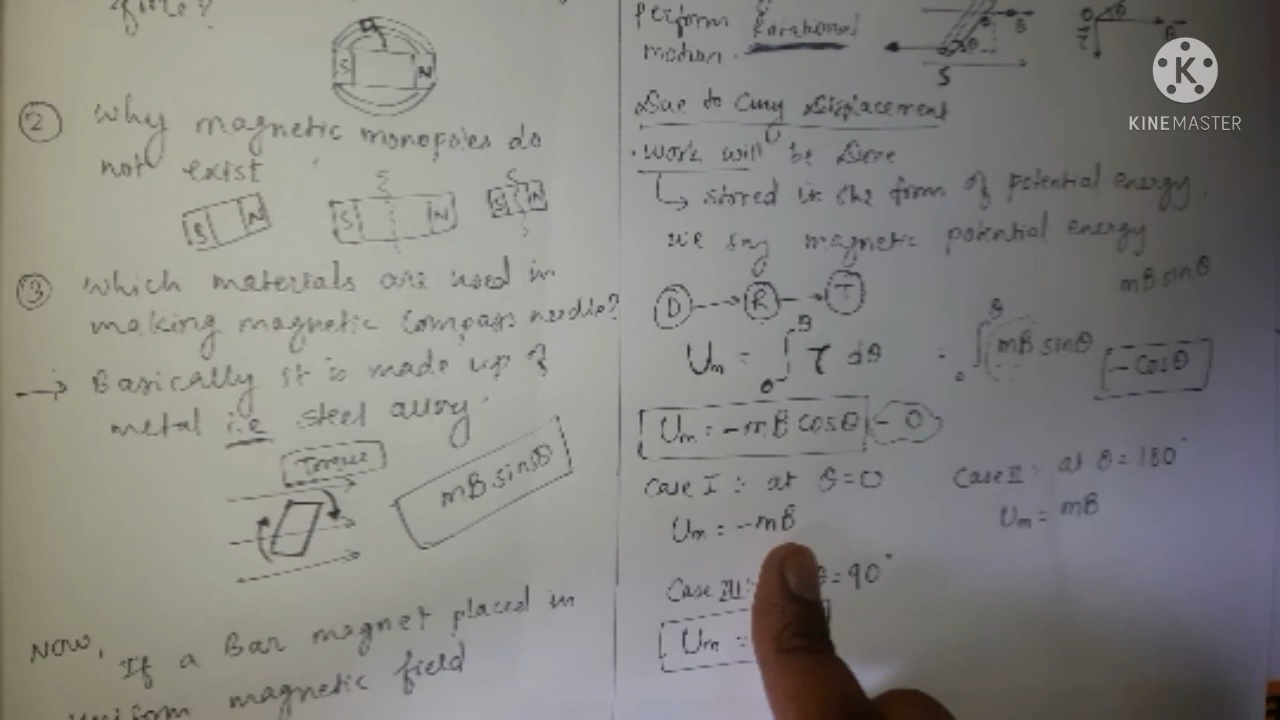 S N
② Why magnetic monopoles do
not exist
S N S N S N
③ Which materials are used in
making magnetic compass needle?
→ Basically it is made up of
metal i.e steel alloy.
Torque
mB sinθ
Now,
If a Bar magnet placed in
uniform magnetic field
perform
motion.
S
KINEMASTER
Due to Any Displacement
. Work will be Done
↳ stored in the form of potential energy.
we say magnetic potential energy
mB sinθ
D → R → T
Um = ∫ τ dθ = ∫ mB sinθ
- cosθ
Um = -mB cosθ
Case I :- at θ=0
Um = -mB
Case II :- at θ=180°
Um = mB
Case III :- θ=90°
Um =